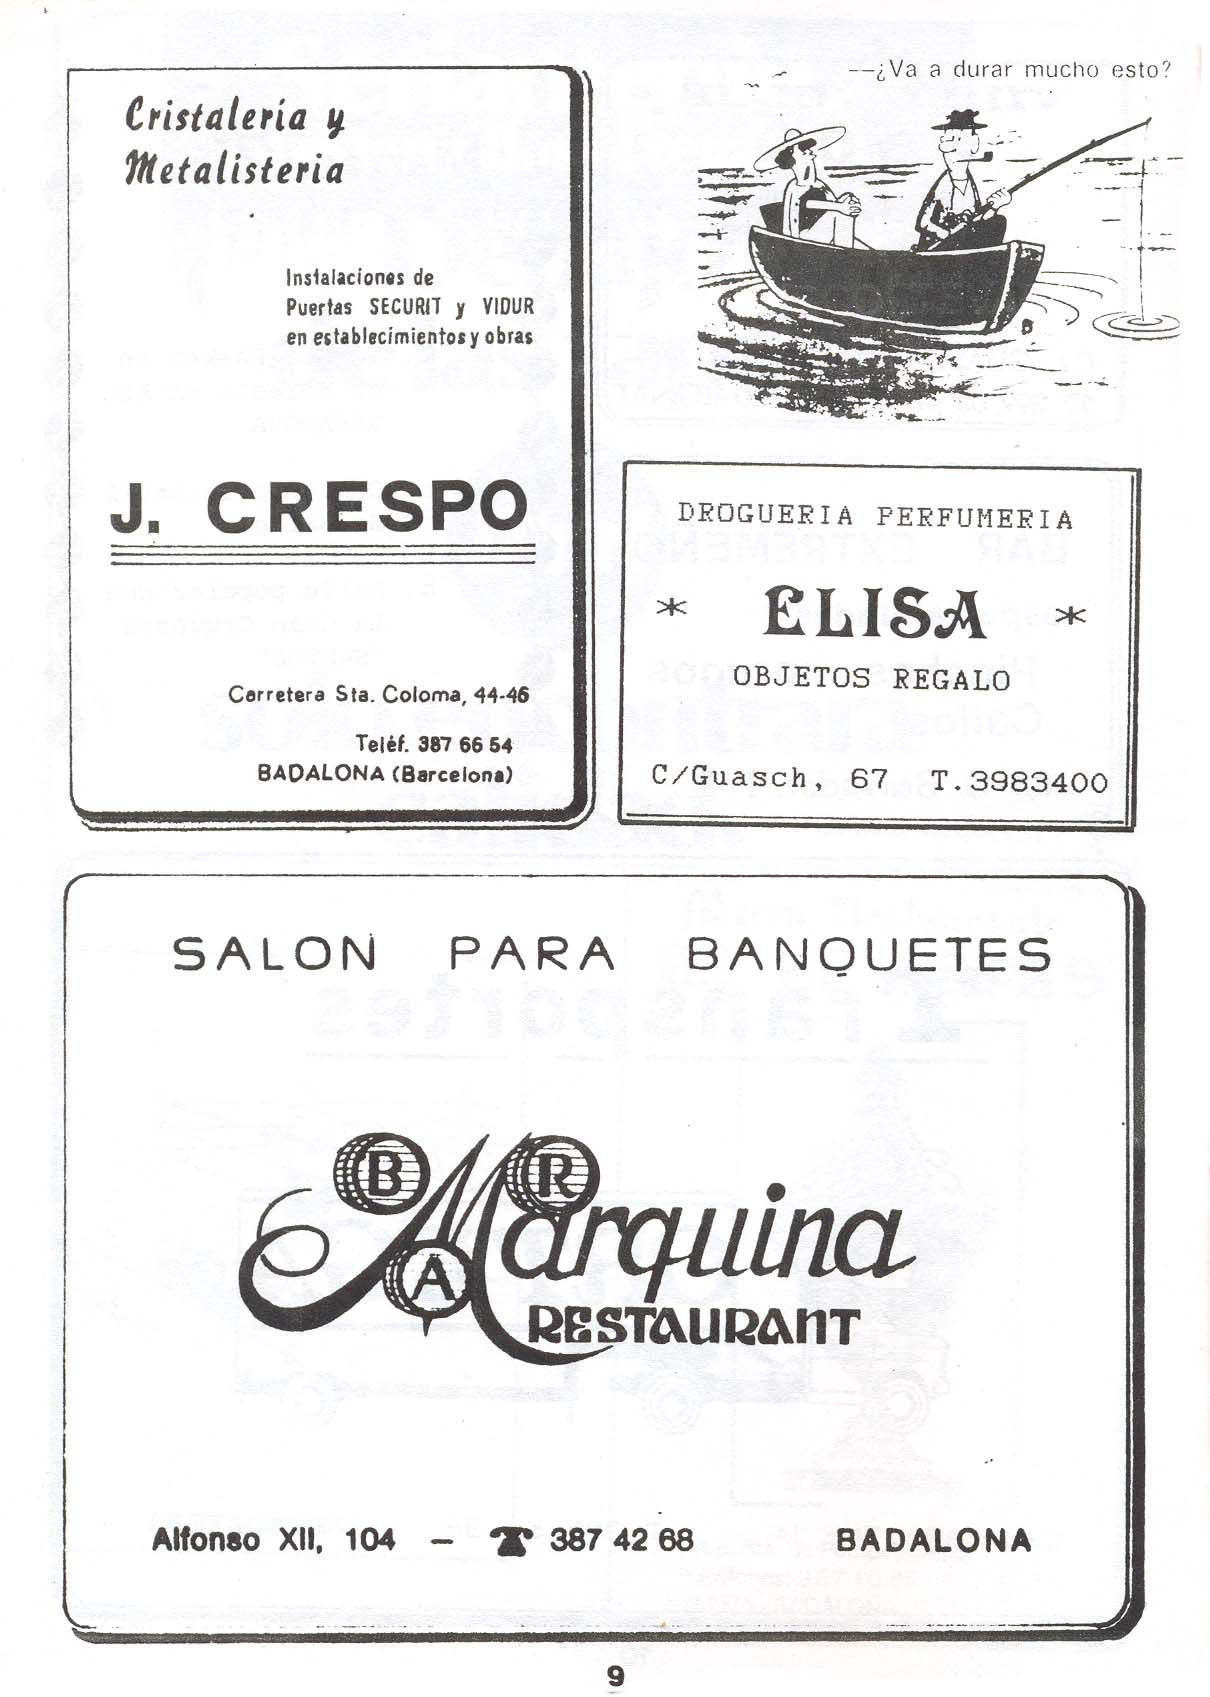 Cristalería y
Metalisteria
Instalaciones de
Puertas SECURIT y VIDUR
en establecimientos y obras
J. CRESPO
Carretera Sta. Coloma, 44-46
Teléf. 387 66 54
BADALONA (Barcelona)
--¿Va a durar mucho esto?
DROGUERIA PERFUMERIA
* ELISA *
OBJETOS REGALO
C/Guasch, 67 T.3983400
SALON PARA BANQUETES
BAR
Marquina
RESTAURANT
Alfonso XII, 104 - ☎ 387 42 68 BADALONA
9